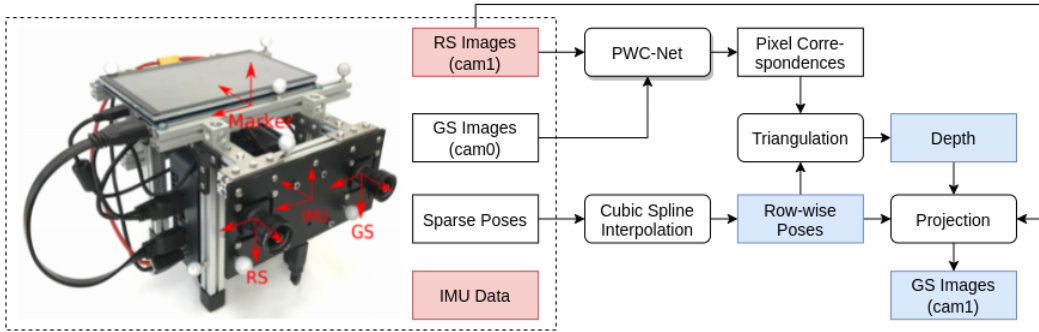 Marker
IMU
GS
RS
RS Images
(cam1)
GS Images
(cam0)
Sparse Poses
IMU Data
PWC-Net
Pixel Corre-
spondences
Triangulation
Depth
Cubic Spline
Interpolation
Row-wise
Poses
Projection
GS Images
(cam1)